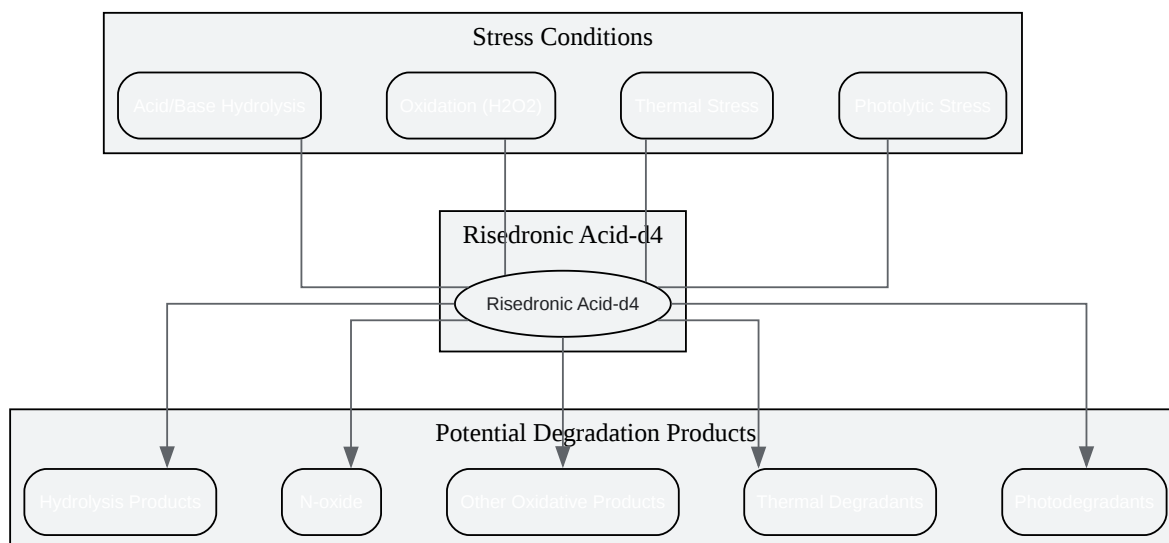 Stress Conditions
Acid/Base Hydrolysis
Oxidation (H2O2)
Thermal Stress
Photolytic Stress
Risedronic Acid-d4
Risedronic Acid-d4
Potential Degradation Products
Hydrolysis Products
N-oxide
Other Oxidative Products
Thermal Degradants
Photodegradants